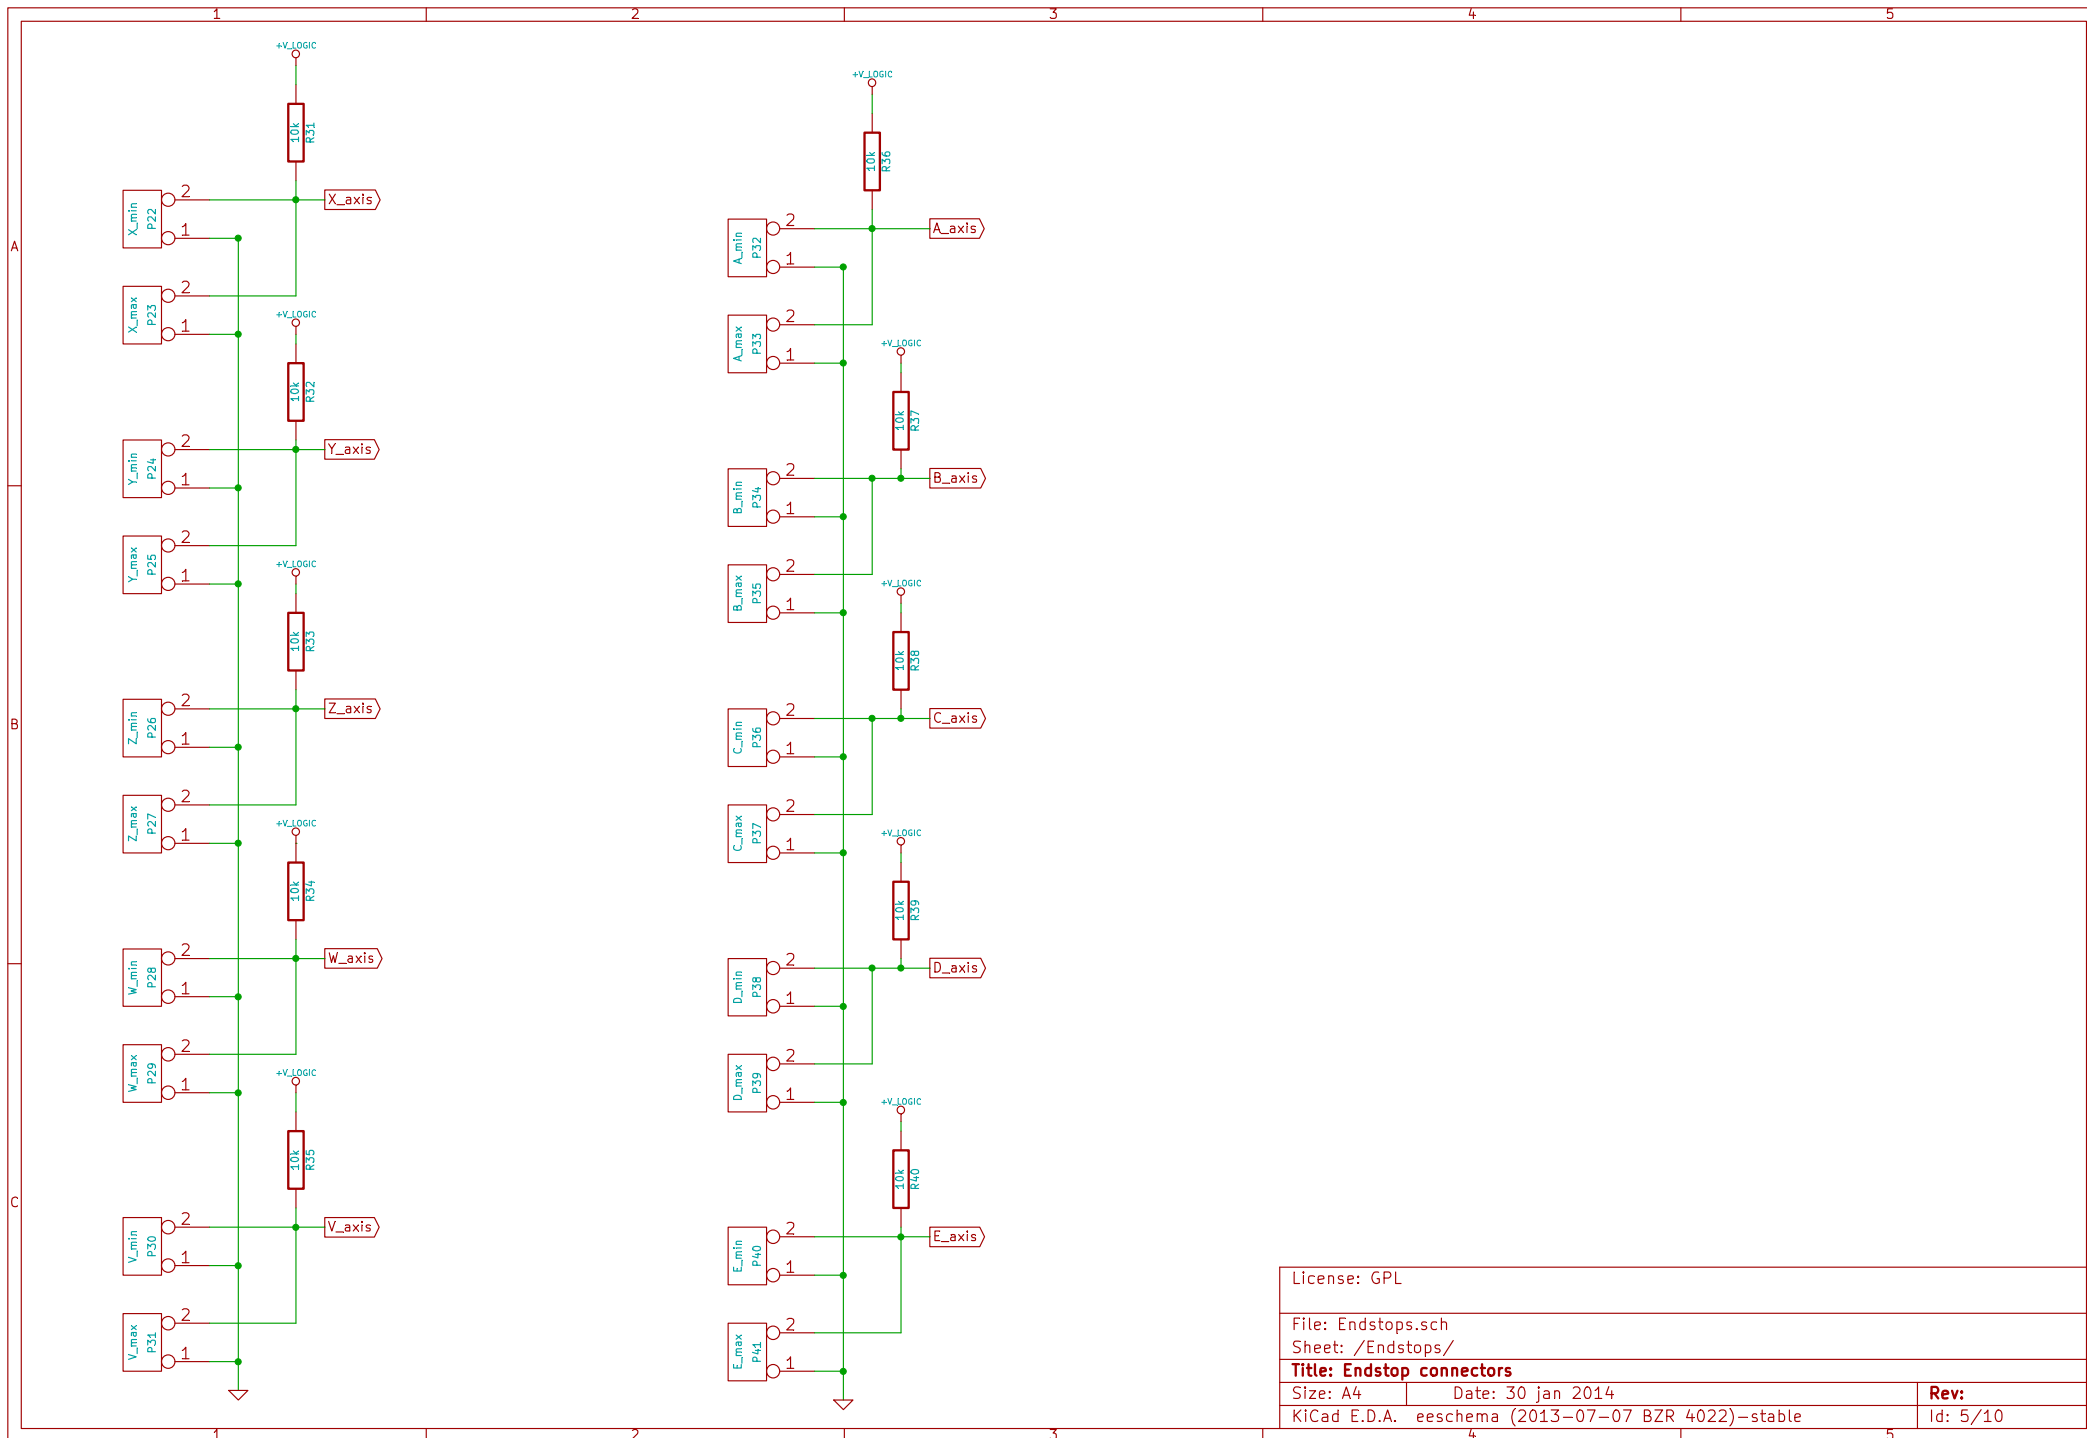 1 2 3 4 5
A
B
C
+V_LOGIC
10k
R31
X_min
P22
2
1
X_axis
X_max
P23
2
1
+V_LOGIC
10k
R32
Y_min
P24
2
1
Y_axis
Y_max
P25
2
1
+V_LOGIC
10k
R33
Z_min
P26
2
1
Z_axis
Z_max
P27
2
1
+V_LOGIC
10k
R34
W_min
P28
2
1
W_axis
W_max
P29
2
1
+V_LOGIC
10k
R35
V_min
P30
2
1
V_axis
V_max
P31
2
1
+V_LOGIC
10k
R36
A_min
P32
2
1
A_axis
A_max
P33
2
1
+V_LOGIC
10k
R37
B_min
P34
2
1
B_axis
B_max
P35
2
1
+V_LOGIC
10k
R38
C_min
P36
2
1
C_axis
C_max
P37
2
1
+V_LOGIC
10k
R39
D_min
P38
2
1
D_axis
D_max
P39
2
1
+V_LOGIC
10k
R40
E_min
P40
2
1
E_axis
E_max
P41
2
1
License: GPL
File: Endstops.sch
Sheet: /Endstops/
Title: Endstop connectors
Size: A4 Date: 30 jan 2014 Rev:
KiCad E.D.A. eeschema (2013-07-07 BZR 4022)-stable Id: 5/10
1 2 3 4 5